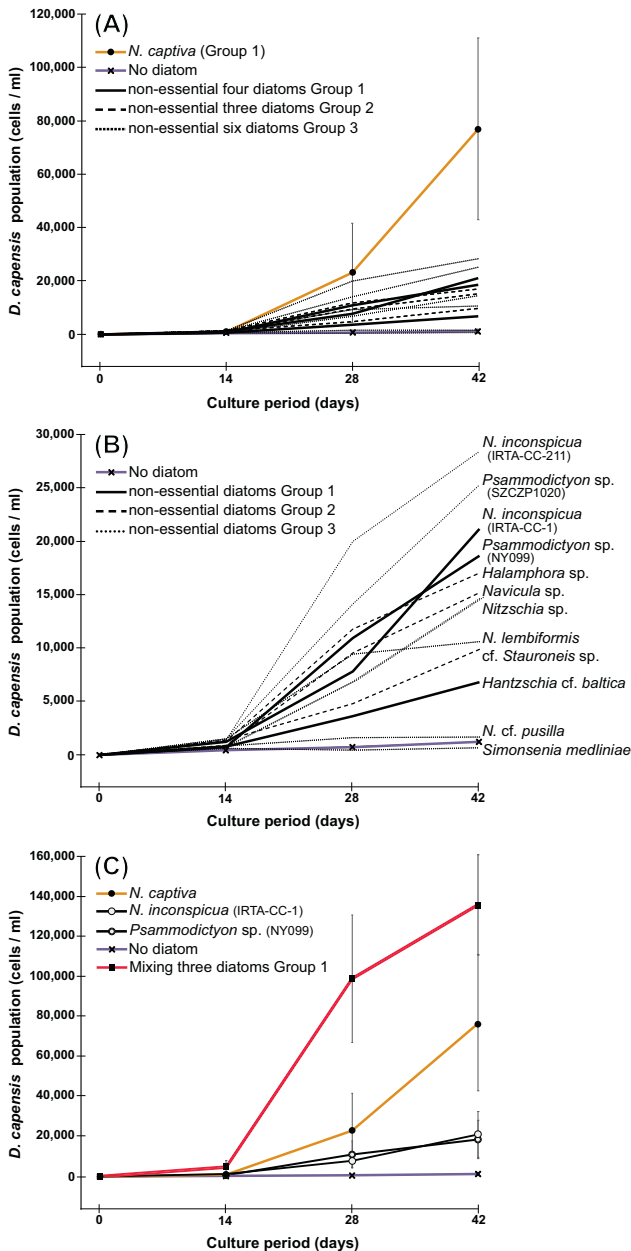 (A)
N. captiva (Group 1)
No diatom
non-essential four diatoms Group 1
non-essential three diatoms Group 2
non-essential six diatoms Group 3
D. capensis population (cells / ml)
120,000
100,000
80,000
60,000
40,000
20,000
0
0 14 28 42
Culture period (days)
(B)
No diatom
non-essential diatoms Group 1
non-essential diatoms Group 2
non-essential diatoms Group 3
D. capensis population (cells / ml)
30,000
25,000
20,000
15,000
10,000
5,000
0
N. inconspicua
(IRTA-CC-211)
Psammodictyon sp.
(SZCZP1020)
N. inconspicua
(IRTA-CC-1)
Psammodictyon sp.
(NY099)
Halamphora sp.
Navicula sp.
Nitzschia sp.
N. lembiformis
cf. Stauroneis sp.
Hantzschia cf. baltica
N. cf. pusilla
Simonsenia medliniae
0 14 28 42
Culture period (days)
(C)
N. captiva
N. inconspicua (IRTA-CC-1)
Psammodictyon sp. (NY099)
No diatom
Mixing three diatoms Group 1
D. capensis population (cells / ml)
160,000
140,000
120,000
100,000
80,000
60,000
40,000
20,000
0
0 14 28 42
Culture period (days)